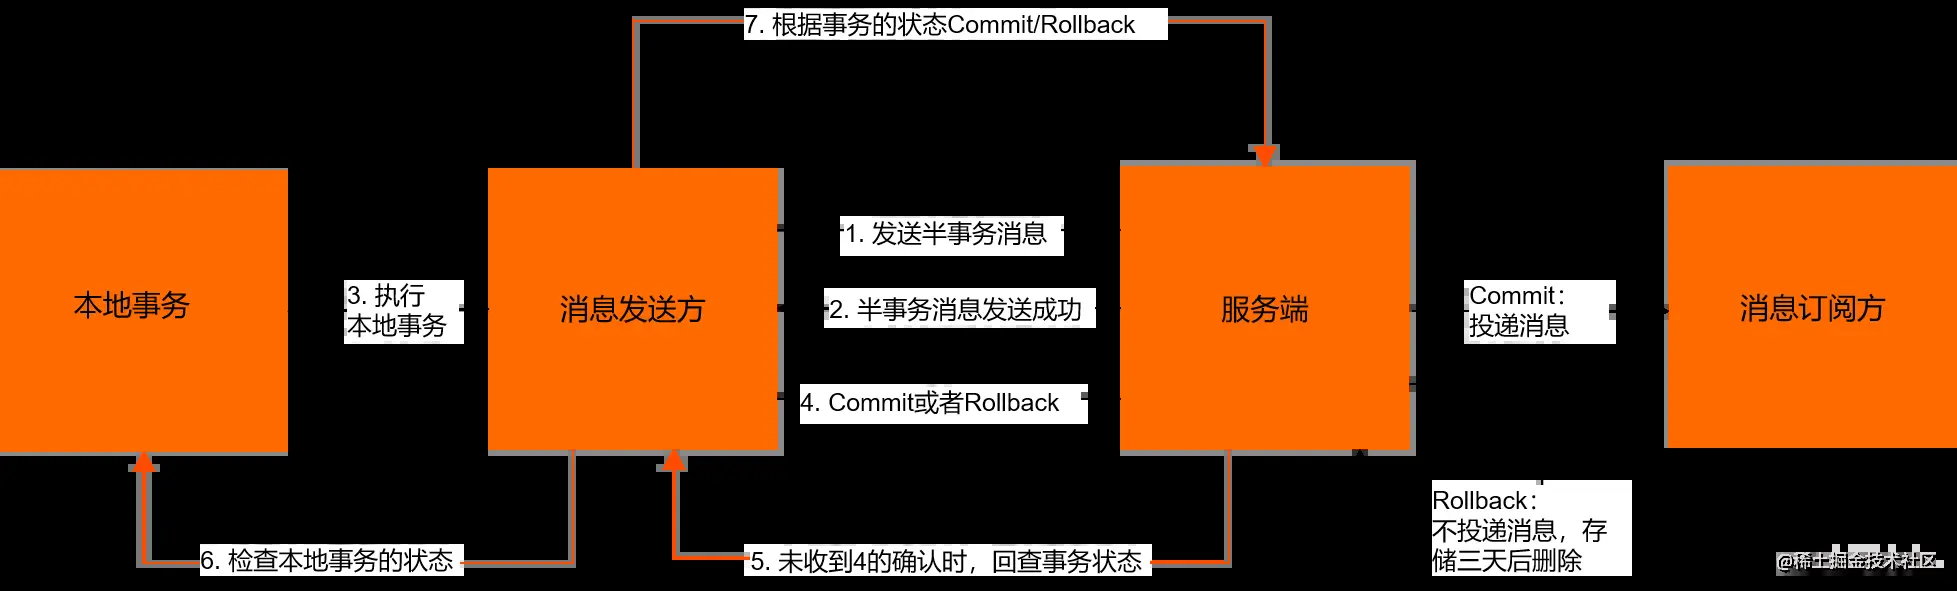 7. 根据事务的状态Commit/Rollback
1. 发送半事务消息
本地事务
3. 执行
本地事务
消息发送方
2. 半事务消息发送成功
服务端
Commit：
投递消息
消息订阅方
4. Commit或者Rollback
6. 检查本地事务的状态
5. 未收到4的确认时，回查事务状态
Rollback：
不投递消息，存
储三天后删除
@稀土掘金技术社区